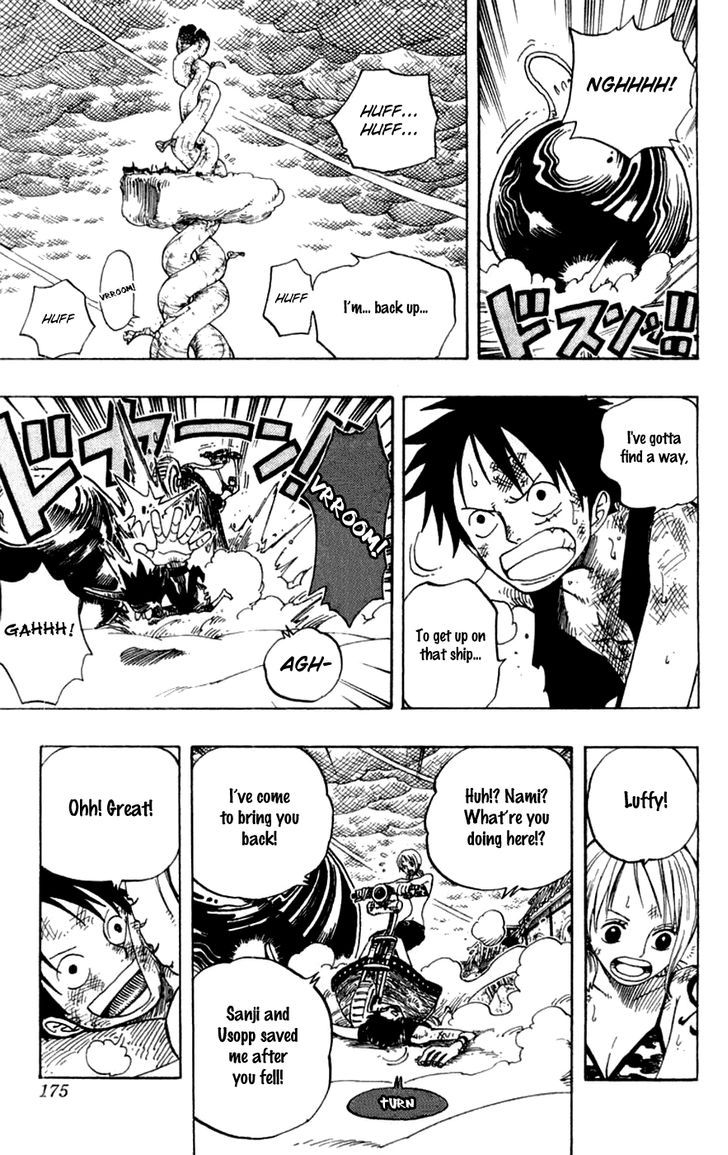 NGHHHH!
ドスンッ
HUFF...
HUFF...
I'm... back up...
HUFF
VRROOM!
HUFF
I've gotta
find a way,
To get up on
that ship...
ドカーン!
VRROOM!
AGH-
GAHHH!
Luffy!
Huh!? Nami?
What're you
doing here!?
I've come
to bring you
back!
Sanji and
Usopp saved
me after
you fell!
TURN
Ohh! Great!
175